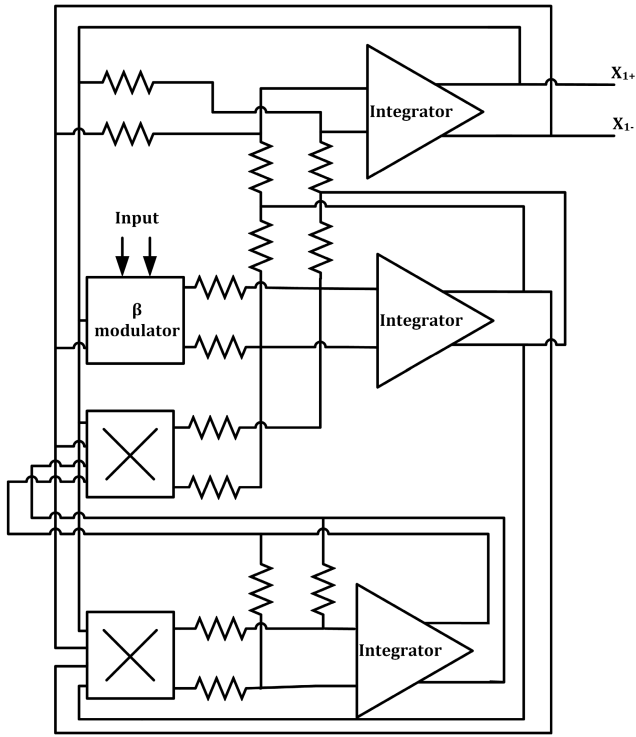 X1+
Integrator
X1-
Input
β
modulator
Integrator
Integrator